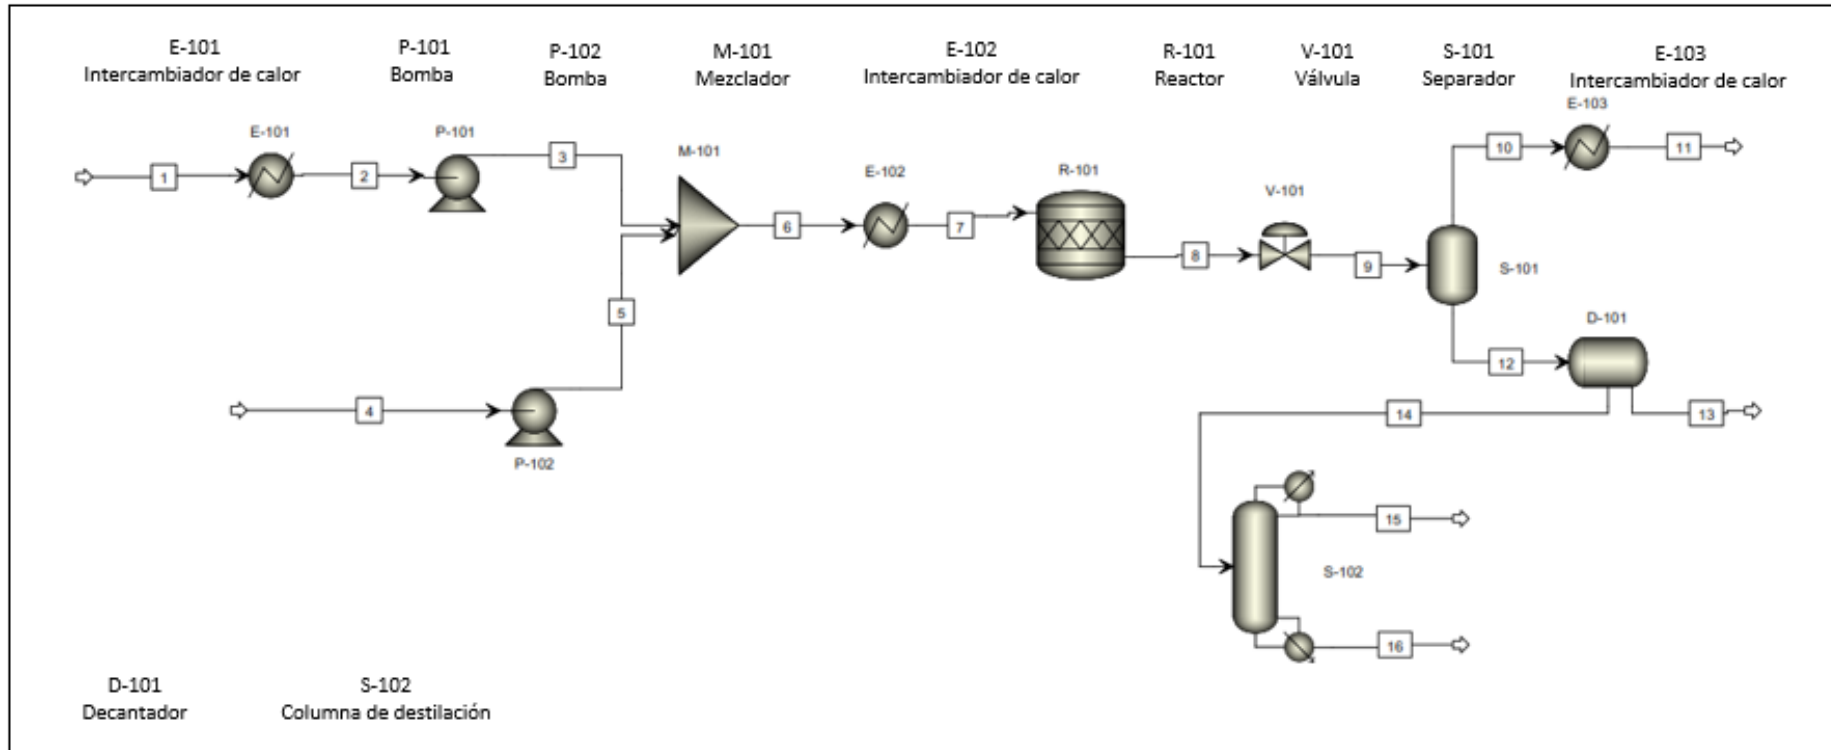 E-101
Intercambiador de calor
P-101
Bomba
P-102
Bomba
M-101
Mezclador
E-102
Intercambiador de calor
R-101
Reactor
V-101
Válvula
S-101
Separador
E-103
Intercambiador de calor
E-103
E-101
P-101
M-101
E-102
R-101
V-101
1
2
3
10
11
6
7
8
9
S-101
5
D-101
12
4
14
13
P-102
15
S-102
16
D-101
Decantador
S-102
Columna de destilación